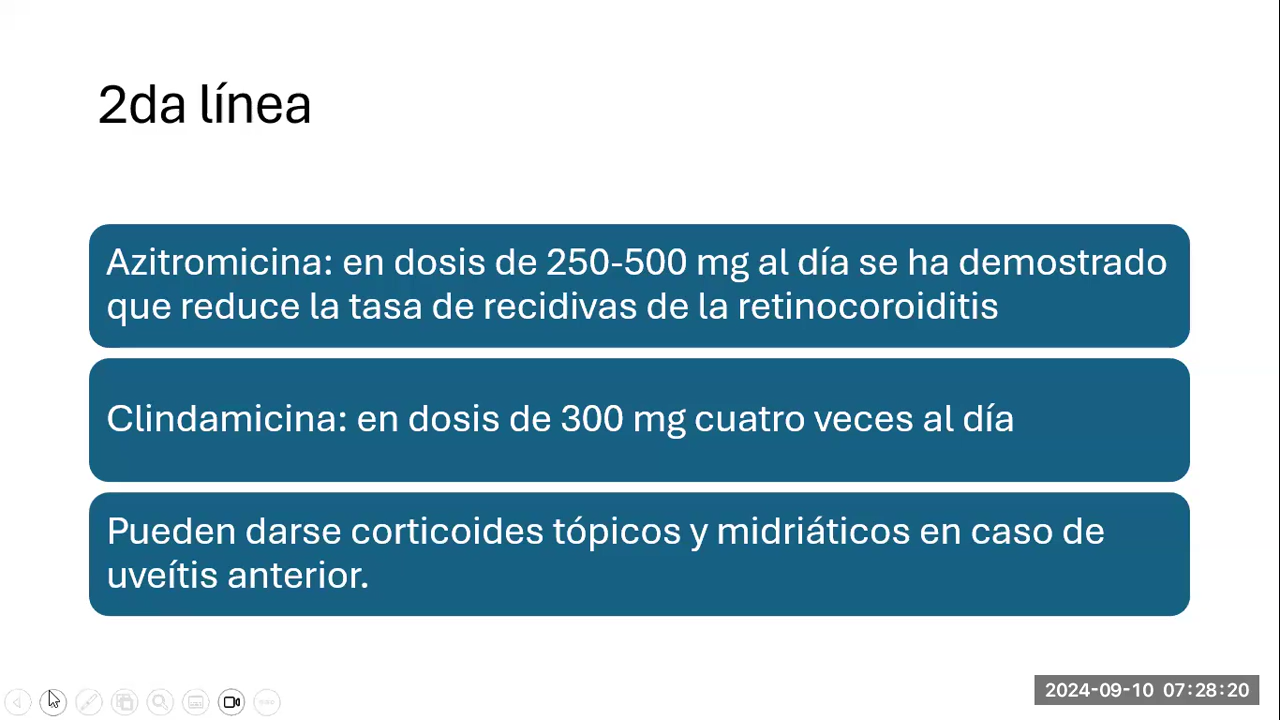 2da línea
Azitromicina: en dosis de 250-500 mg al día se ha demostrado
que reduce la tasa de recidivas de la retinocoroiditis
Clindamicina: en dosis de 300 mg cuatro veces al día
Pueden darse corticoides tópicos y midriáticos en caso de
uveítis anterior.
2024-09-10 07:28:20